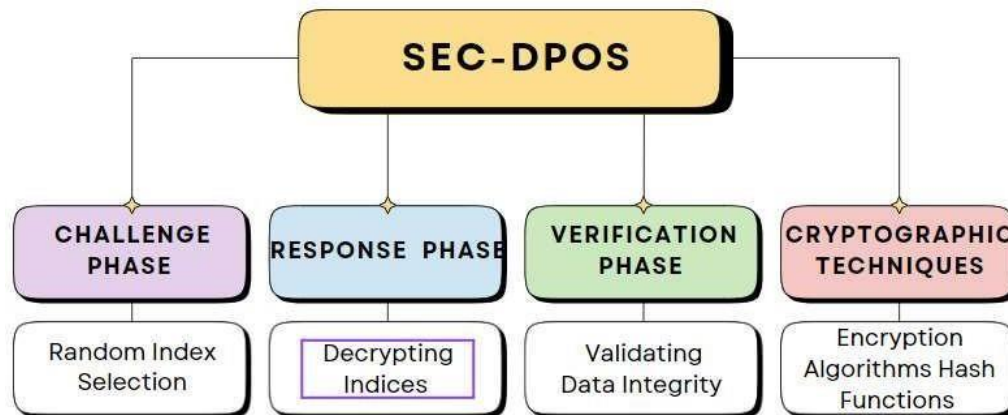 SEC-DPOS
CHALLENGE
PHASE
RESPONSE PHASE
VERIFICATION
PHASE
CRYPTOGRAPHIC
TECHNIQUES
Random Index
Selection
Decrypting
Indices
Validating
Data Integrity
Encryption
Algorithms Hash
Functions